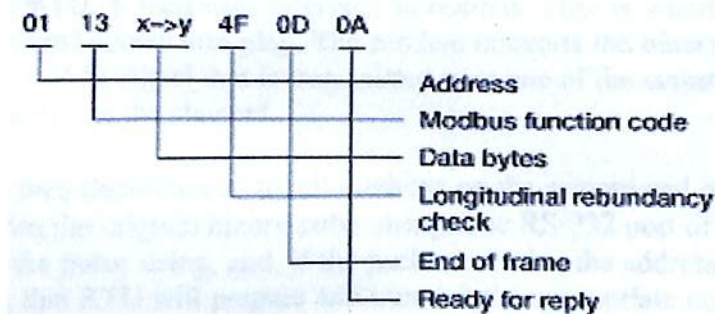 01 13 x->y 4F 0D 0A
Address
Modbus function code
Data bytes
Longitudinal rebundancy
check
End of frame
Ready for reply